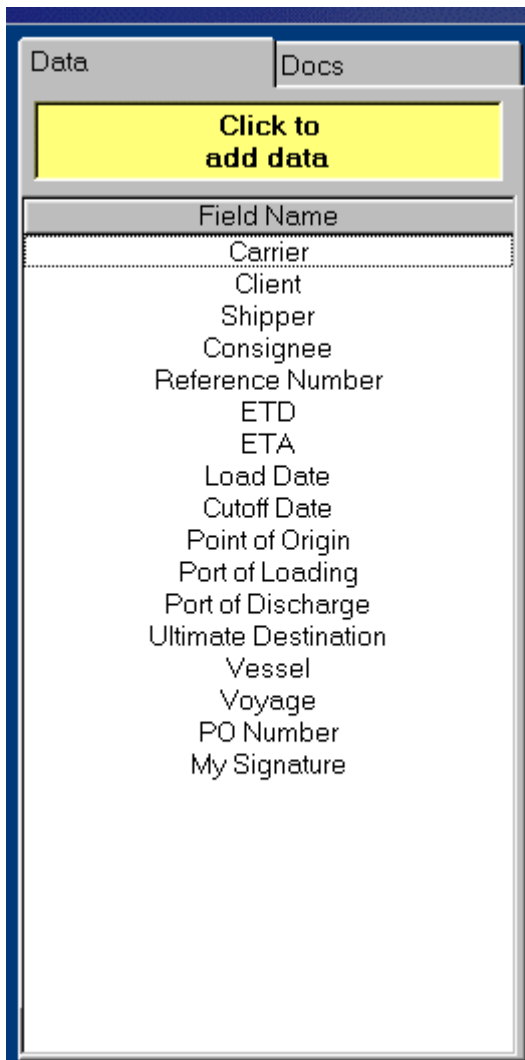 Data
Docs
Click to
add data
Field Name
Carrier
Client
Shipper
Consignee
Reference Number
ETD
ETA
Load Date
Cutoff Date
Point of Origin
Port of Loading
Port of Discharge
Ultimate Destination
Vessel
Voyage
PO Number
My Signature